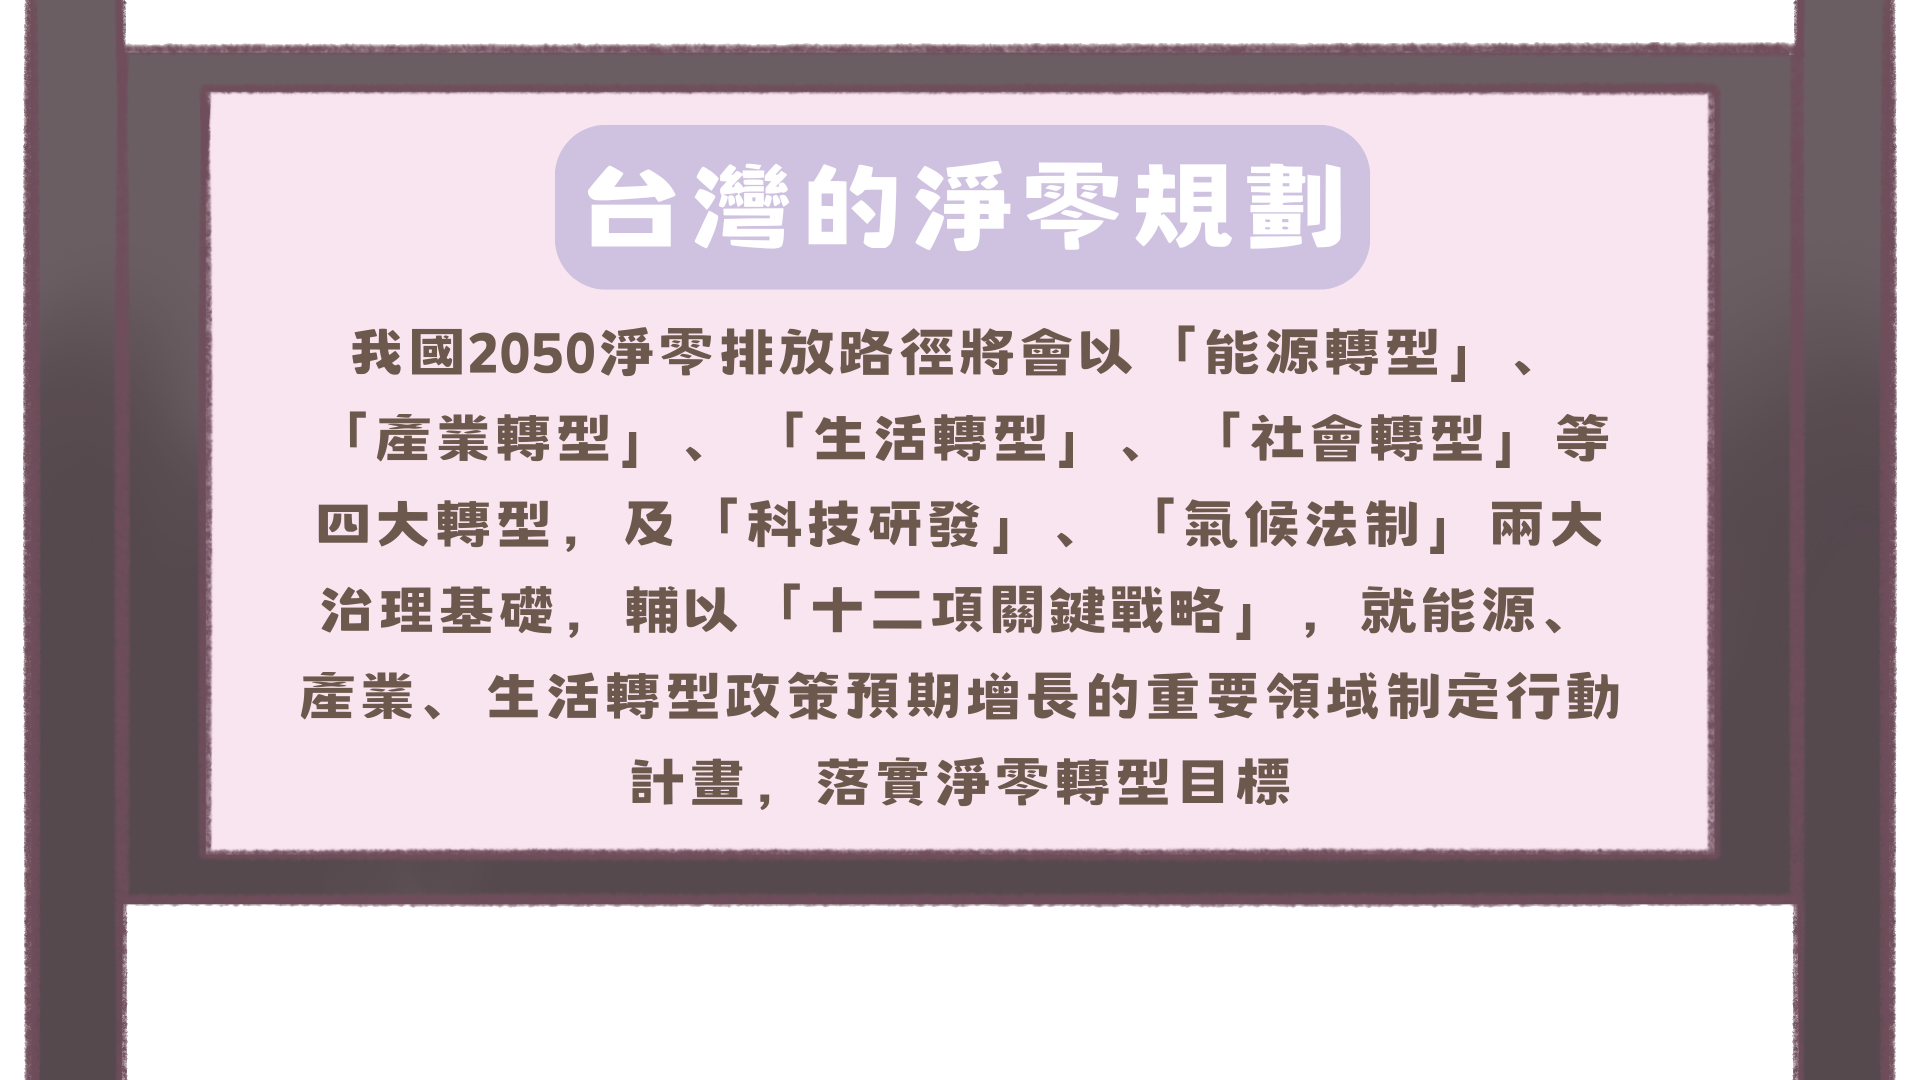 台灣的淨零規劃
我國2050淨零排放路徑將會以「能源轉型」、
「產業轉型」、「生活轉型」、「社會轉型」等
四大轉型，及「科技研發」、「氣候法制」兩大
治理基礎，輔以「十二項關鍵戰略」，就能源、
產業、生活轉型政策預期增長的重要領域制定行動
計畫，落實淨零轉型目標